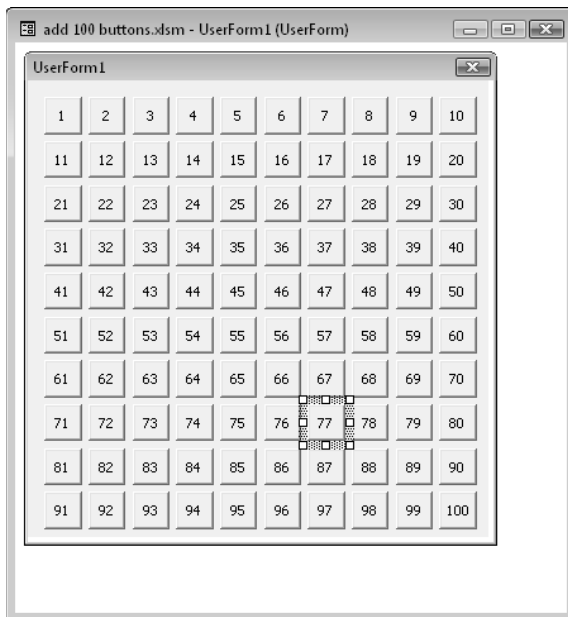 add 100 buttons.xlsm - UserForm1 (UserForm)
UserForm1
1 2 3 4 5 6 7 8 9 10
11 12 13 14 15 16 17 18 19 20
21 22 23 24 25 26 27 28 29 30
31 32 33 34 35 36 37 38 39 40
41 42 43 44 45 46 47 48 49 50
51 52 53 54 55 56 57 58 59 60
61 62 63 64 65 66 67 68 69 70
71 72 73 74 75 76 77 78 79 80
81 82 83 84 85 86 87 88 89 90
91 92 93 94 95 96 97 98 99 100